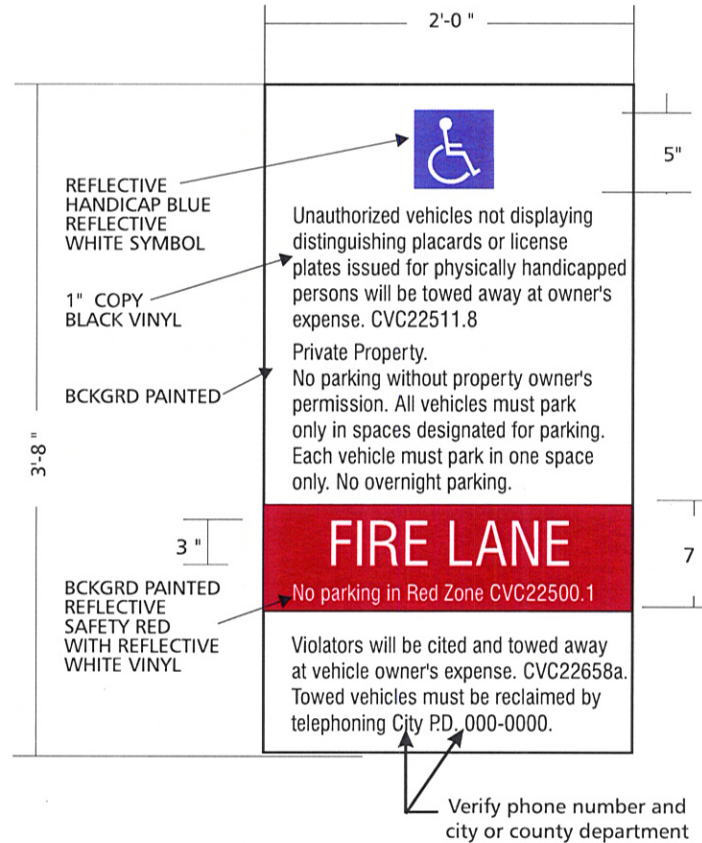 2'-0 "
5"
REFLECTIVE
HANDICAP BLUE
REFLECTIVE
WHITE SYMBOL
1" COPY
BLACK VINYL
BCKGRD PAINTED
3'-8 "
Unauthorized vehicles not displaying
distinguishing placards or license
plates issued for physically handicapped
persons will be towed away at owner's
expense. CVC22511.8
Private Property.
No parking without property owner's
permission. All vehicles must park
only in spaces designated for parking.
Each vehicle must park in one space
only. No overnight parking.
3 "
FIRE LANE
7
No parking in Red Zone CVC22500.1
BCKGRD PAINTED
REFLECTIVE
SAFETY RED
WITH REFLECTIVE
WHITE VINYL
Violators will be cited and towed away
at vehicle owner's expense. CVC22658a.
Towed vehicles must be reclaimed by
telephoning City P.D. 000-0000.
Verify phone number and
city or county department